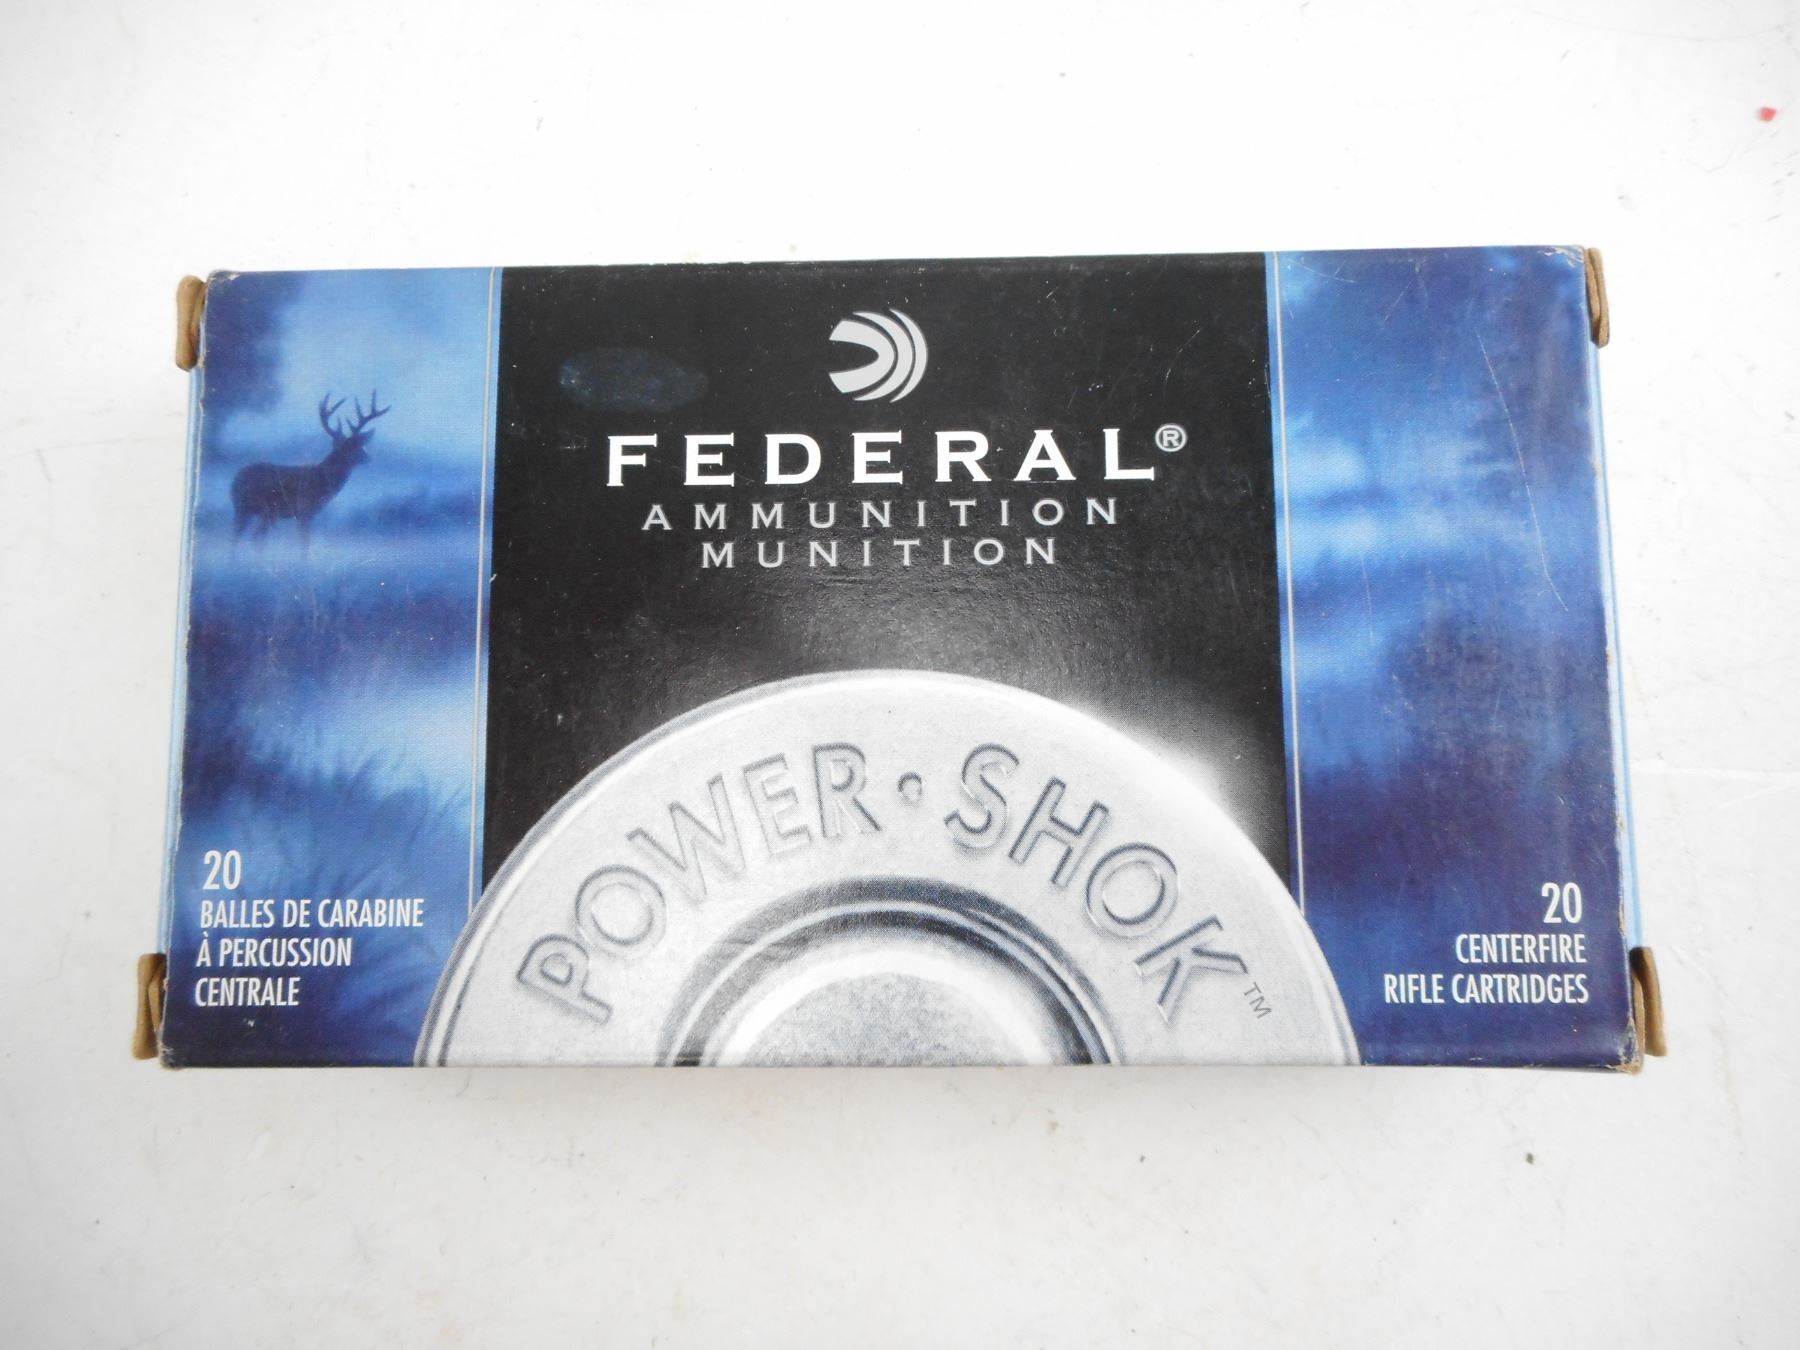 FEDERAL®
AMMUNITION
MUNITION
POWER·SHOK™
20
BALLES DE CARABINE
À PERCUSSION
CENTRALE
20
CENTERFIRE
RIFLE CARTRIDGES